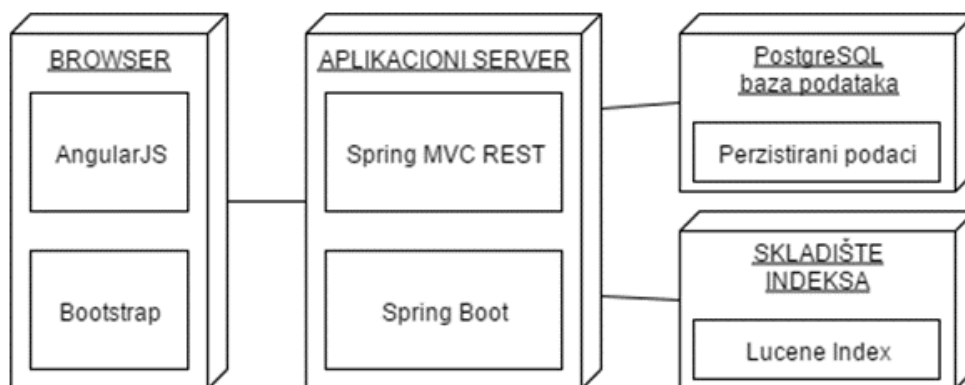 BROWSER
AngularJS
Bootstrap
APLIKACIONI SERVER
Spring MVC REST
Spring Boot
PostgreSQL
baza podataka
Perzistirani podaci
SKLADIŠTE
INDEKSA
Lucene Index